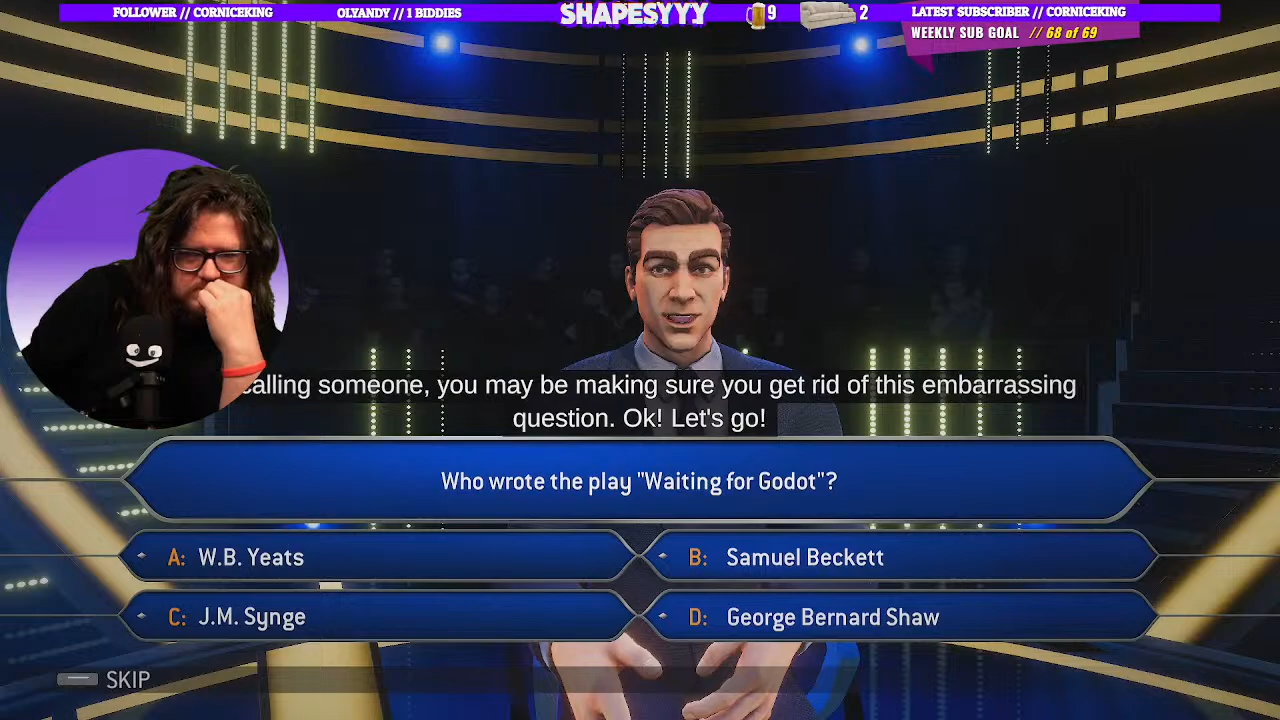 FOLLOWER // CORNICEKING
OLYANDY // 1 BIDDIES
SHAPESYYY
9
2
LATEST SUBSCRIBER // CORNICEKING
WEEKLY SUB GOAL // 68 of 69
calling someone, you may be making sure you get rid of this embarrassing
question. Ok! Let's go!
Who wrote the play "Waiting for Godot"?
A: W.B. Yeats
B: Samuel Beckett
C: J.M. Synge
D: George Bernard Shaw
SKIP